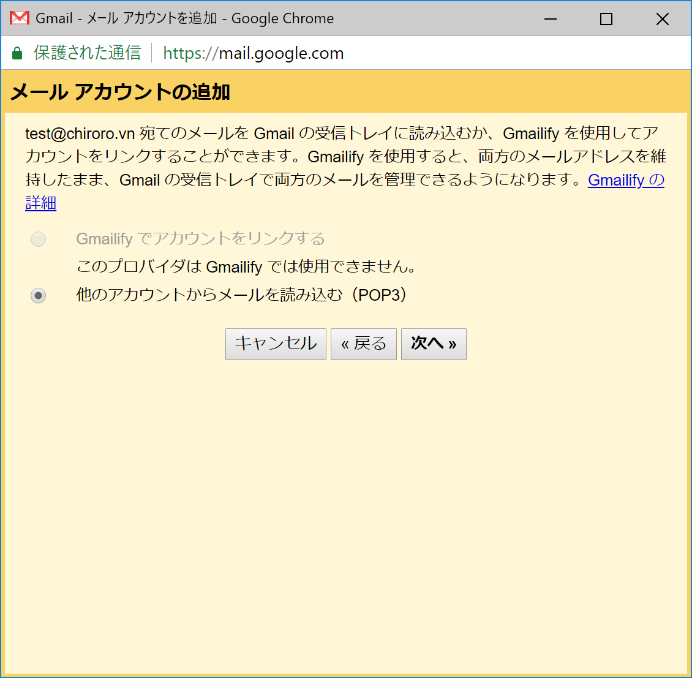 Gmail - メール アカウントを追加 - Google Chrome
保護された通信 https://mail.google.com
メール アカウントの追加
test@chiroro.vn 宛てのメールを Gmail の受信トレイに読み込むか、Gmailify を使用してア
カウントをリンクすることができます。Gmailify を使用すると、両方のメールアドレスを維
持したまま、Gmail の受信トレイで両方のメールを管理できるようになります。Gmailify の
詳細
Gmailify でアカウントをリンクする
このプロバイダは Gmailify では使用できません。
他のアカウントからメールを読み込む（POP3）
キャンセル « 戻る 次へ »